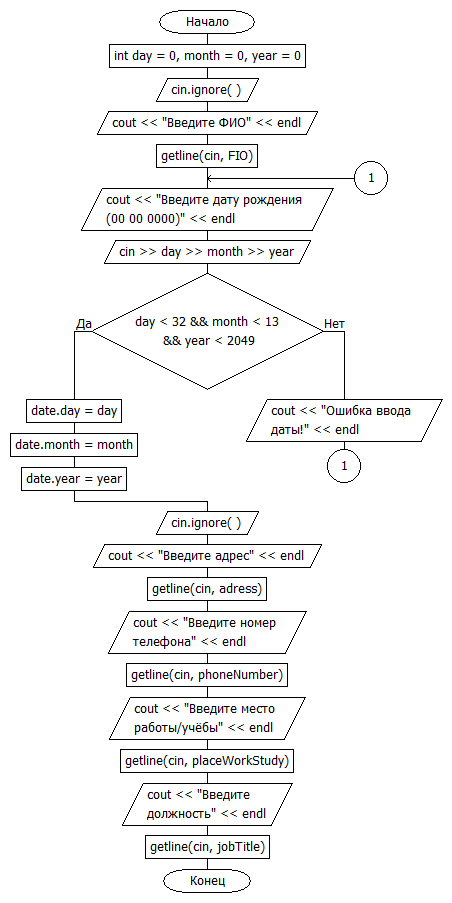 Начало
int day = 0, month = 0, year = 0
cin.ignore( )
cout << "Введите ФИО" << endl
getline(cin, FIO)
1
cout << "Введите дату рождения
(00 00 0000)" << endl
cin >> day >> month >> year
day < 32 && month < 13
&& year < 2049
Да
Нет
date.day = day
date.month = month
date.year = year
cout << "Ошибка ввода
даты!" << endl
1
cin.ignore( )
cout << "Введите адрес" << endl
getline(cin, adress)
cout << "Введите номер
телефона" << endl
getline(cin, phoneNumber)
cout << "Введите место
работы/учёбы" << endl
getline(cin, placeWorkStudy)
cout << "Введите
должность" << endl
getline(cin, jobTitle)
Конец